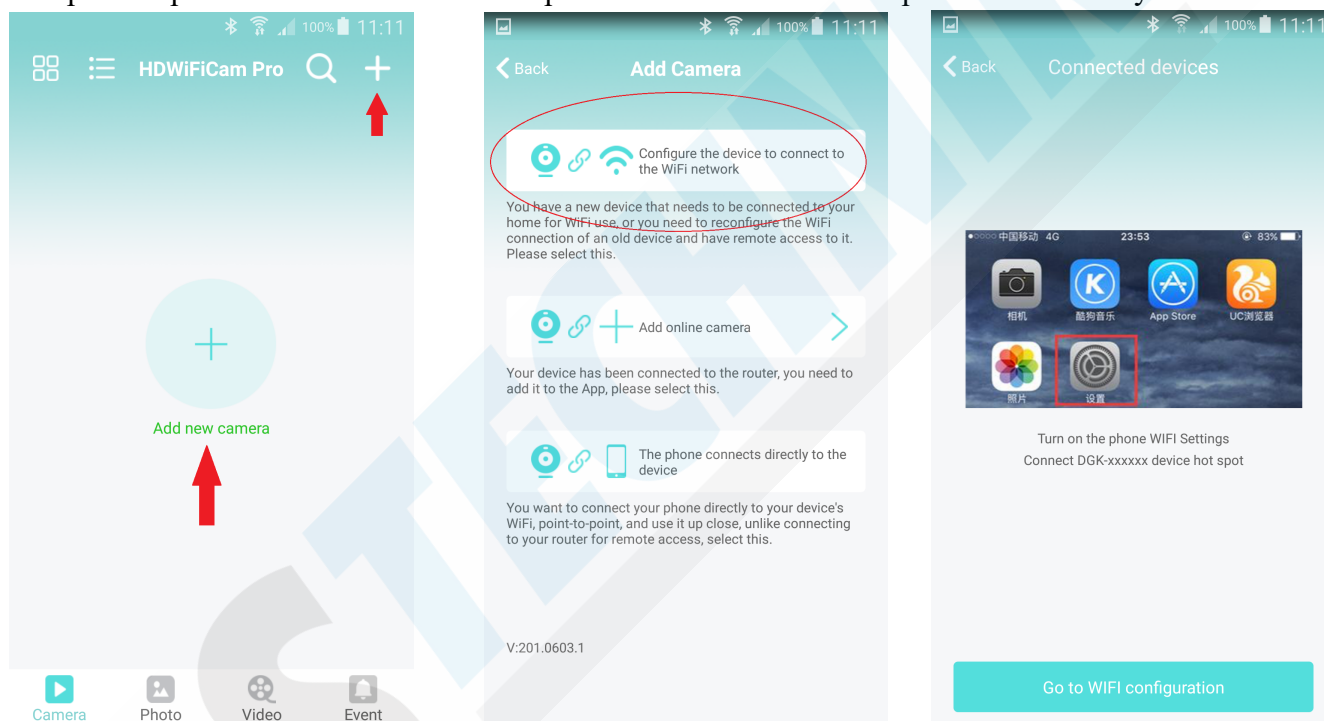 100% 11:11
HDWiFiCam Pro
Add new camera
Camera Photo Video Event
100% 11:11
Back Add Camera
Configure the device to connect to
the WiFi network
You have a new device that needs to be connected to your
home for WiFi use, or you need to reconfigure the WiFi
connection of an old device and have remote access to it.
Please select this.
Add online camera
Your device has been connected to the router, you need to
add it to the App, please select this.
The phone connects directly to the
device
You want to connect your phone directly to your device's
WiFi, point-to-point, and use it up close, unlike connecting
to your router for remote access, select this.
V:201.0603.1
100% 11:11
Back Connected devices
中国移动 4G 23:53 83%
相机 酷狗音乐 App Store UC浏览器
照片 设置
Turn on the phone WIFI Settings
Connect DGK-xxxxxx device hot spot
Go to WIFI configuration